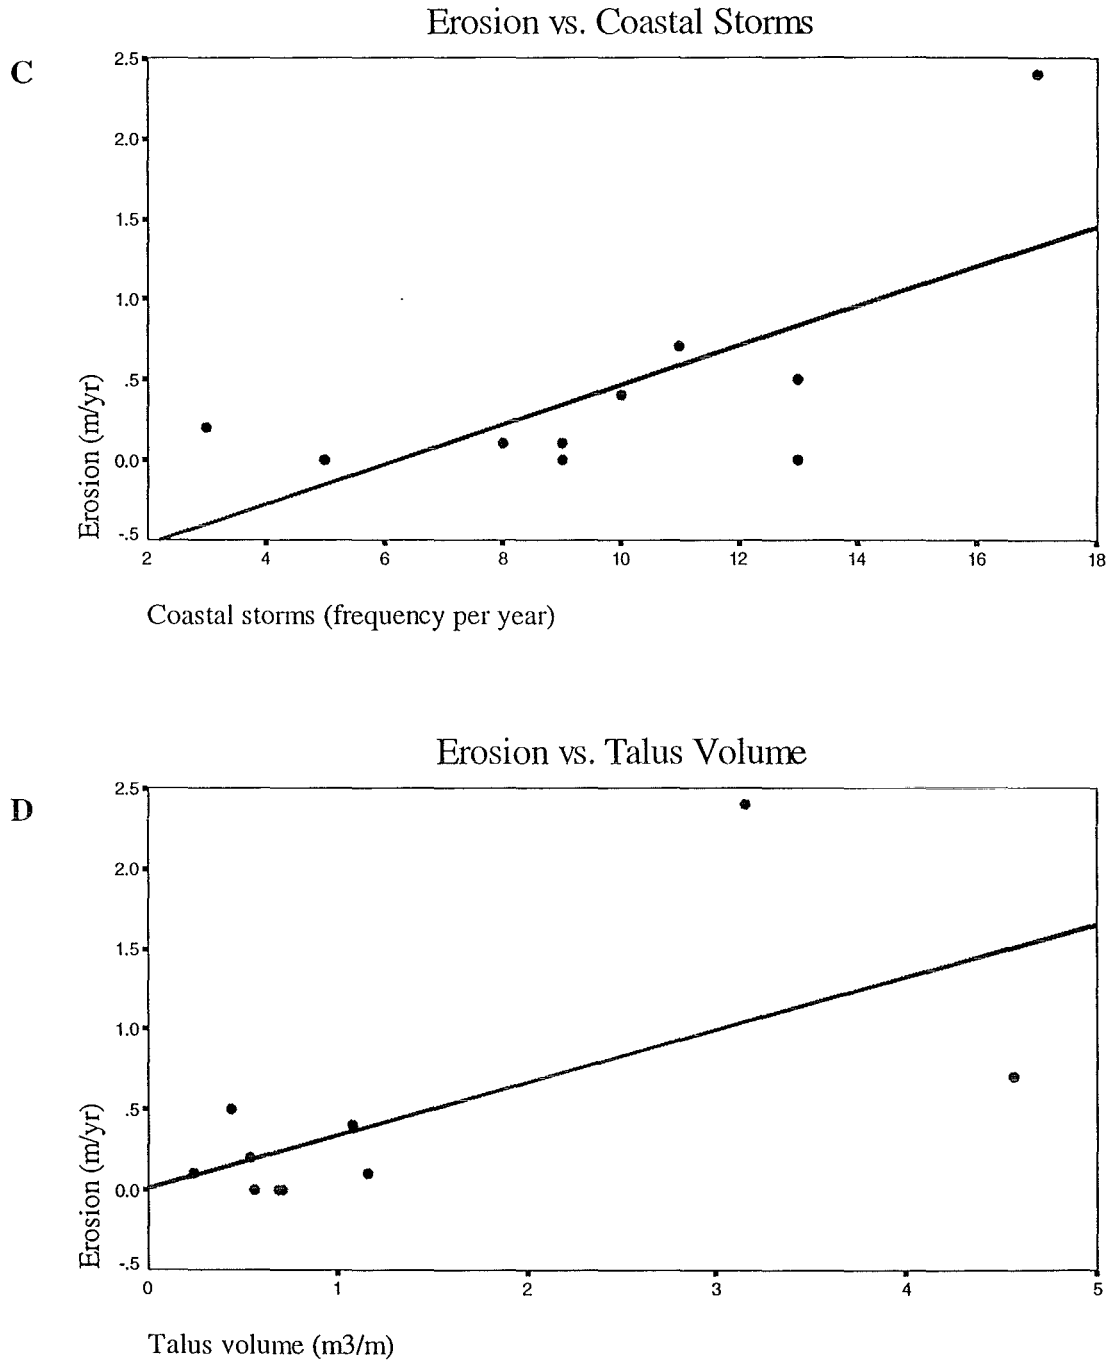 Erosion vs. Coastal Storms
C
2.5
2.0
1.5
1.0
.5
0.0
-.5
Erosion (m/yr)
2 4 6 8 10 12 14 16 18
Coastal storms (frequency per year)
Erosion vs. Talus Volume
D
2.5
2.0
1.5
1.0
.5
0.0
-.5
Erosion (m/yr)
0 1 2 3 4 5
Talus volume (m3/m)